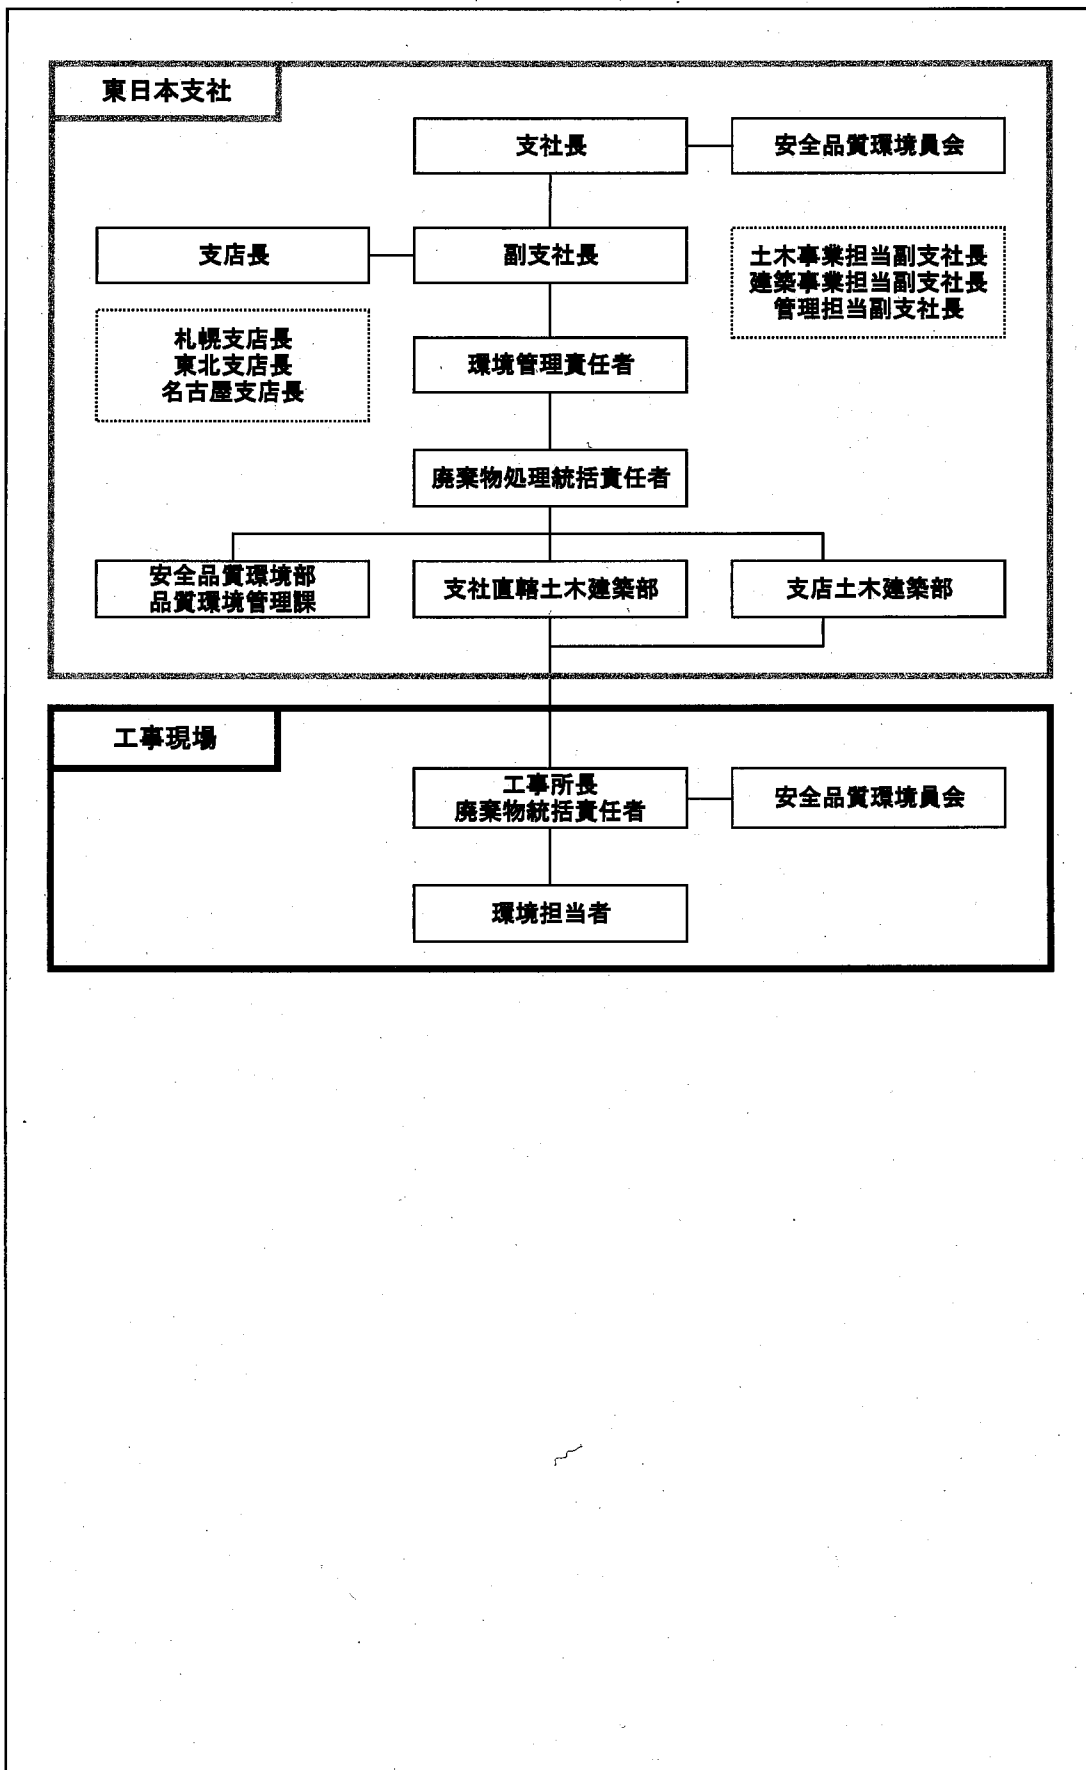 東日本支社
支社長
安全品質環境員会
支店長
副支社長
土木事業担当副支社長
建築事業担当副支社長
管理担当副支社長
札幌支店長
東北支店長
名古屋支店長
環境管理責任者
廃棄物処理統括責任者
安全品質環境部
品質環境管理課
支社直轄土木建築部
支店土木建築部
工事現場
工事所長
廃棄物統括責任者
安全品質環境員会
環境担当者